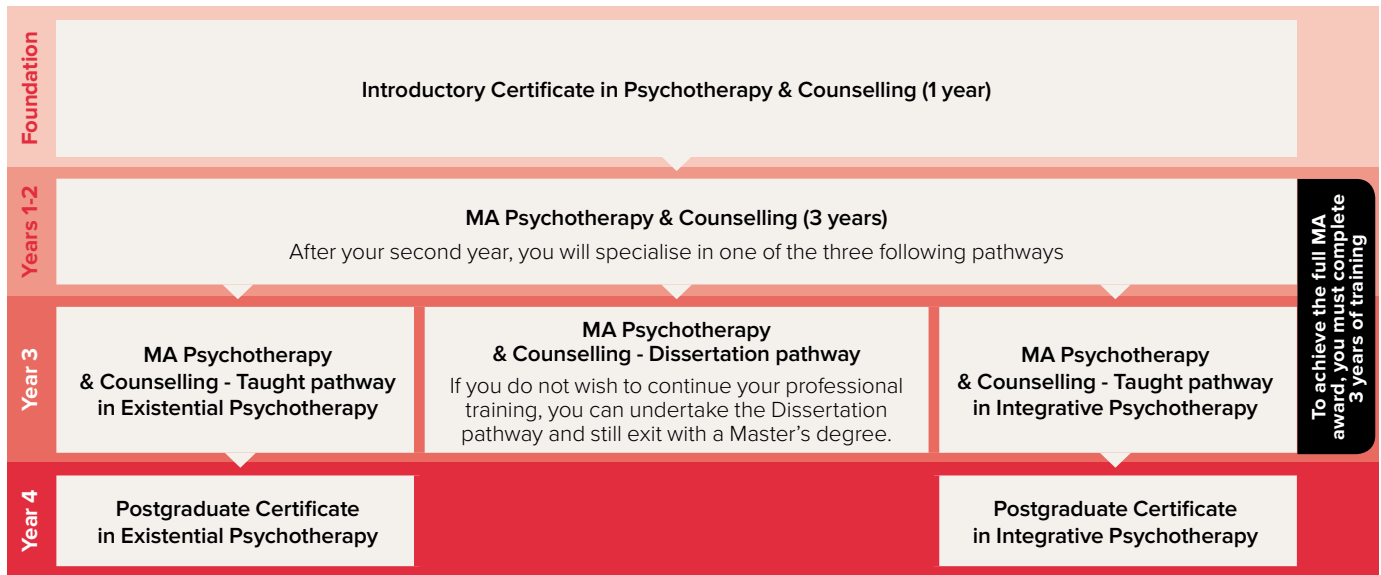 Foundation
Introductory Certificate in Psychotherapy & Counselling (1 year)
Years 1-2
MA Psychotherapy & Counselling (3 years)
After your second year, you will specialise in one of the three following pathways
To achieve the full MA
award, you must complete
3 years of training
Year 3
MA Psychotherapy
& Counselling - Taught pathway
in Existential Psychotherapy
MA Psychotherapy
& Counselling - Dissertation pathway
If you do not wish to continue your professional
training, you can undertake the Dissertation
pathway and still exit with a Master’s degree.
MA Psychotherapy
& Counselling - Taught pathway
in Integrative Psychotherapy
Year 4
Postgraduate Certificate
in Existential Psychotherapy
Postgraduate Certificate
in Integrative Psychotherapy